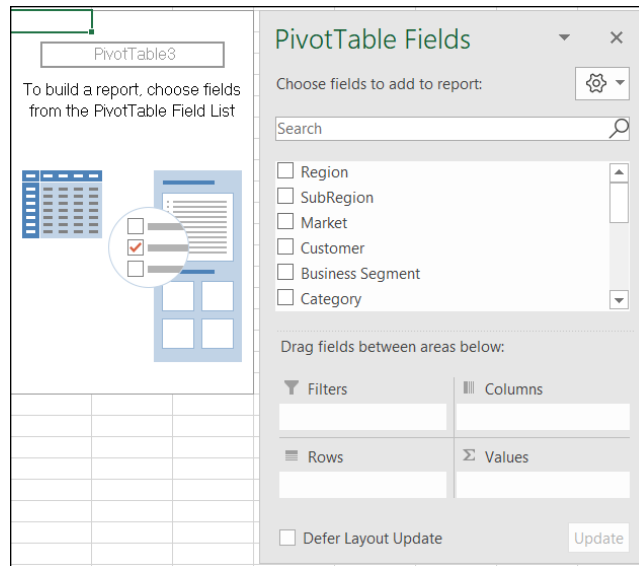 PivotTable3
To build a report, choose fields
from the PivotTable Field List
PivotTable Fields
Choose fields to add to report:
Search
Region
SubRegion
Market
Customer
Business Segment
Category
Drag fields between areas below:
Filters
Columns
Rows
Σ Values
Defer Layout Update
Update